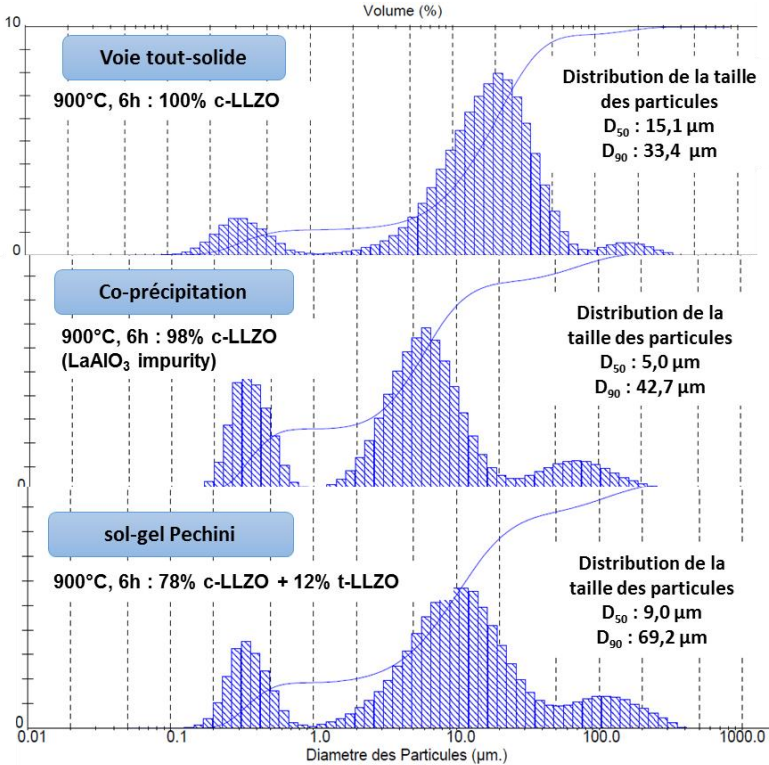 Volume (%)
10
Voie tout-solide
900°C, 6h : 100% c-LLZO
Distribution de la taille
des particules
D₅₀ : 15,1 µm
D₉₀ : 33,4 µm
0
Co-précipitation
900°C, 6h : 98% c-LLZO
(LaAlO₃ impurity)
Distribution de la
taille des particules
D₅₀ : 5,0 µm
D₉₀ : 42,7 µm
0
sol-gel Pechini
900°C, 6h : 78% c-LLZO + 12% t-LLZO
Distribution de la
taille des particules
D₅₀ : 9,0 µm
D₉₀ : 69,2 µm
0
0.01 0.1 1.0 10.0 100.0 1000.0
Diametre des Particules (µm.)